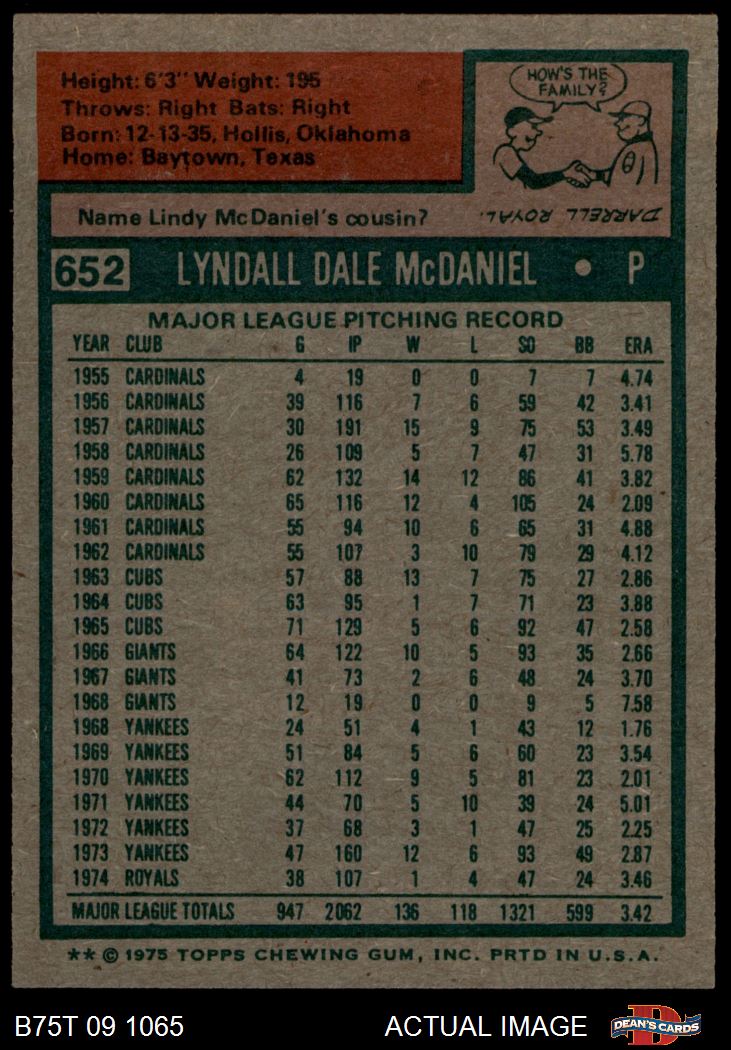 Height: 6'3" Weight: 195
Throws: Right Bats: Right
Born: 12-13-35, Hollis, Oklahoma
Home: Baytown, Texas
HOW'S THE
FAMILY?
Name Lindy McDaniel's cousin?
DARRELL ROYAL.
652 LYNDALL DALE McDANIEL • P
MAJOR LEAGUE PITCHING RECORD
YEAR CLUB G IP W L SO BB ERA
1955 CARDINALS 4 19 0 0 7 7 4.74
1956 CARDINALS 39 116 7 6 59 42 3.41
1957 CARDINALS 30 191 15 9 75 53 3.49
1958 CARDINALS 26 109 5 7 47 31 5.78
1959 CARDINALS 62 132 14 12 86 41 3.82
1960 CARDINALS 65 116 12 4 105 24 2.09
1961 CARDINALS 55 94 10 6 65 31 4.88
1962 CARDINALS 55 107 3 10 79 29 4.12
1963 CUBS 57 88 13 7 75 27 2.86
1964 CUBS 63 95 1 7 71 23 3.88
1965 CUBS 71 129 5 6 92 47 2.58
1966 GIANTS 64 122 10 5 93 35 2.66
1967 GIANTS 41 73 2 6 48 24 3.70
1968 GIANTS 12 19 0 0 9 5 7.58
1968 YANKEES 24 51 4 1 43 12 1.76
1969 YANKEES 51 84 5 6 60 23 3.54
1970 YANKEES 62 112 9 5 81 23 2.01
1971 YANKEES 44 70 5 10 39 24 5.01
1972 YANKEES 37 68 3 1 47 25 2.25
1973 YANKEES 47 160 12 6 93 49 2.87
1974 ROYALS 38 107 1 4 47 24 3.46
MAJOR LEAGUE TOTALS 947 2062 136 118 1321 599 3.42
** © 1975 TOPPS CHEWING GUM, INC. PRTD IN U.S.A.
B75T 09 1065 ACTUAL IMAGE D DEAN'S CARDS